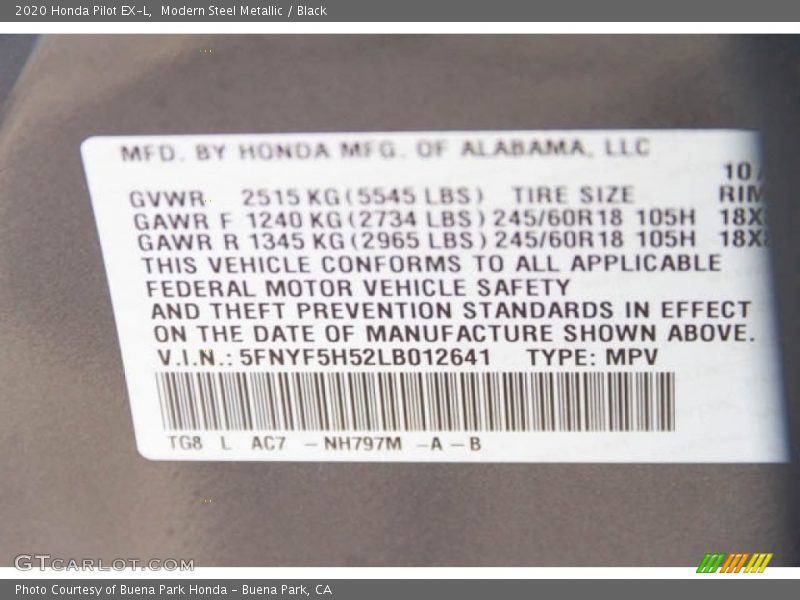 2020 Honda Pilot EX-L, Modern Steel Metallic / Black
MFD. BY HONDA MFG. OF ALABAMA, LLC
10/
GVWR 2515 KG (5545 LBS) TIRE SIZE RIM
GAWR F 1240 KG (2734 LBS) 245/60R18 105H 18X
GAWR R 1345 KG (2965 LBS) 245/60R18 105H 18X
THIS VEHICLE CONFORMS TO ALL APPLICABLE
FEDERAL MOTOR VEHICLE SAFETY
AND THEFT PREVENTION STANDARDS IN EFFECT
ON THE DATE OF MANUFACTURE SHOWN ABOVE.
V.I.N.: 5FNYF5H52LB012641 TYPE: MPV
TG8 L AC7 - NH797M - A - B
GTCARLOT.COM
Photo Courtesy of Buena Park Honda - Buena Park, CA